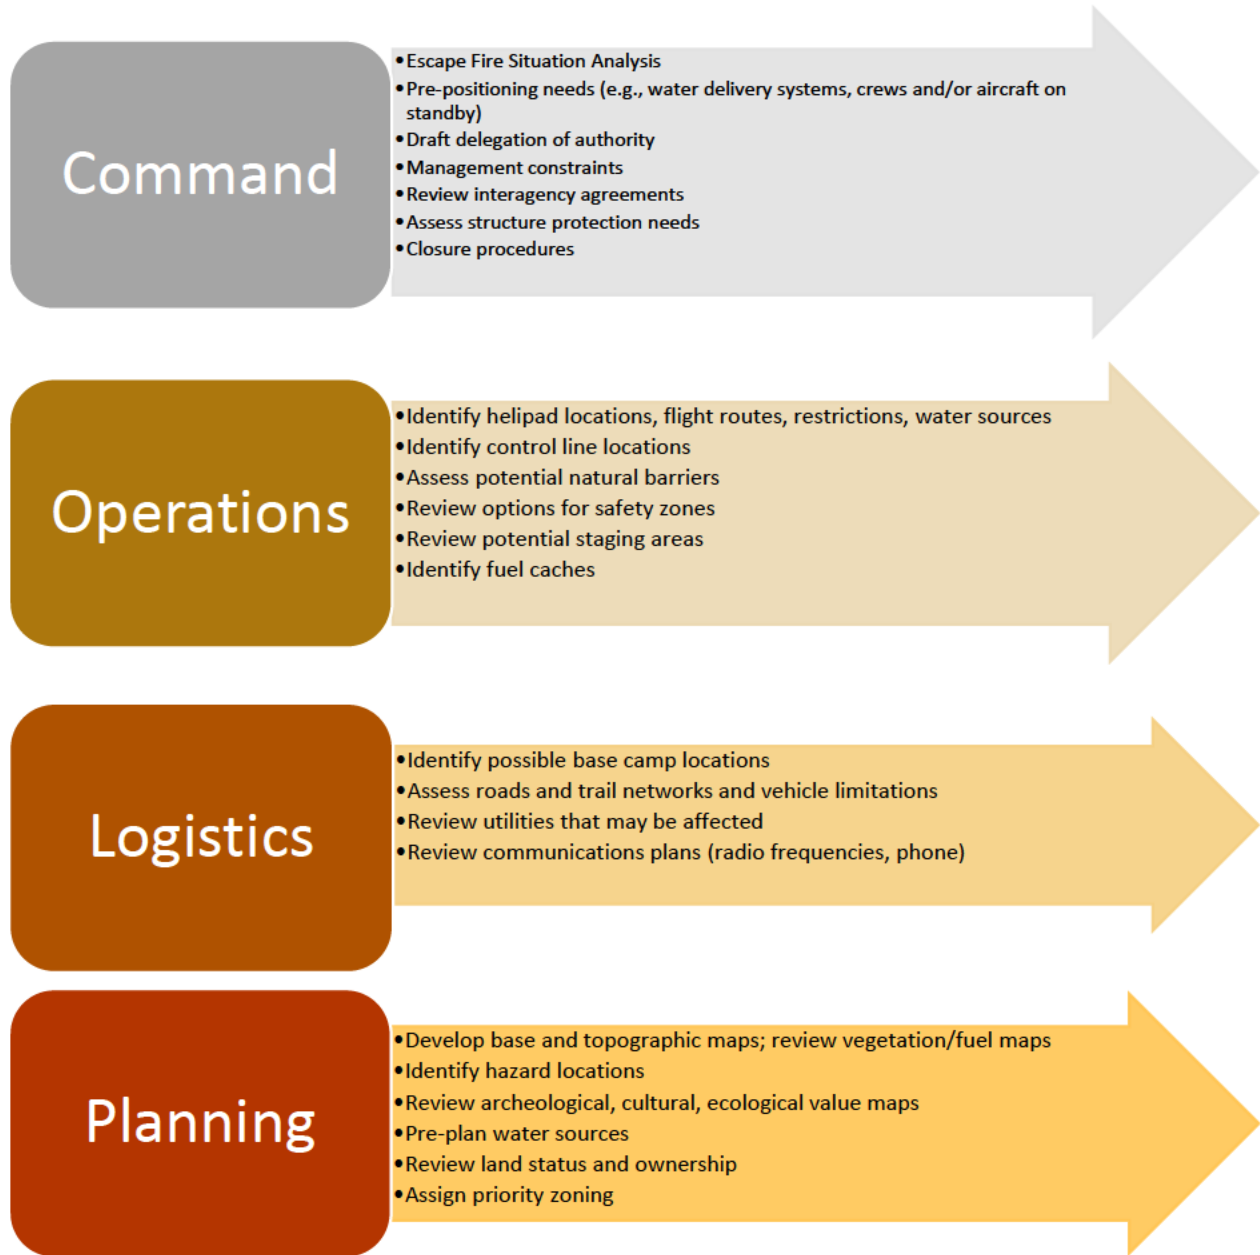 Command
•Escape Fire Situation Analysis
•Pre-positioning needs (e.g., water delivery systems, crews and/or aircraft on
standby)
•Draft delegation of authority
•Management constraints
•Review interagency agreements
•Assess structure protection needs
•Closure procedures
Operations
•Identify helipad locations, flight routes, restrictions, water sources
•Identify control line locations
•Assess potential natural barriers
•Review options for safety zones
•Review potential staging areas
•Identify fuel caches
Logistics
•Identify possible base camp locations
•Assess roads and trail networks and vehicle limitations
•Review utilities that may be affected
•Review communications plans (radio frequencies, phone)
Planning
•Develop base and topographic maps; review vegetation/fuel maps
•Identify hazard locations
•Review archeological, cultural, ecological value maps
•Pre-plan water sources
•Review land status and ownership
•Assign priority zoning